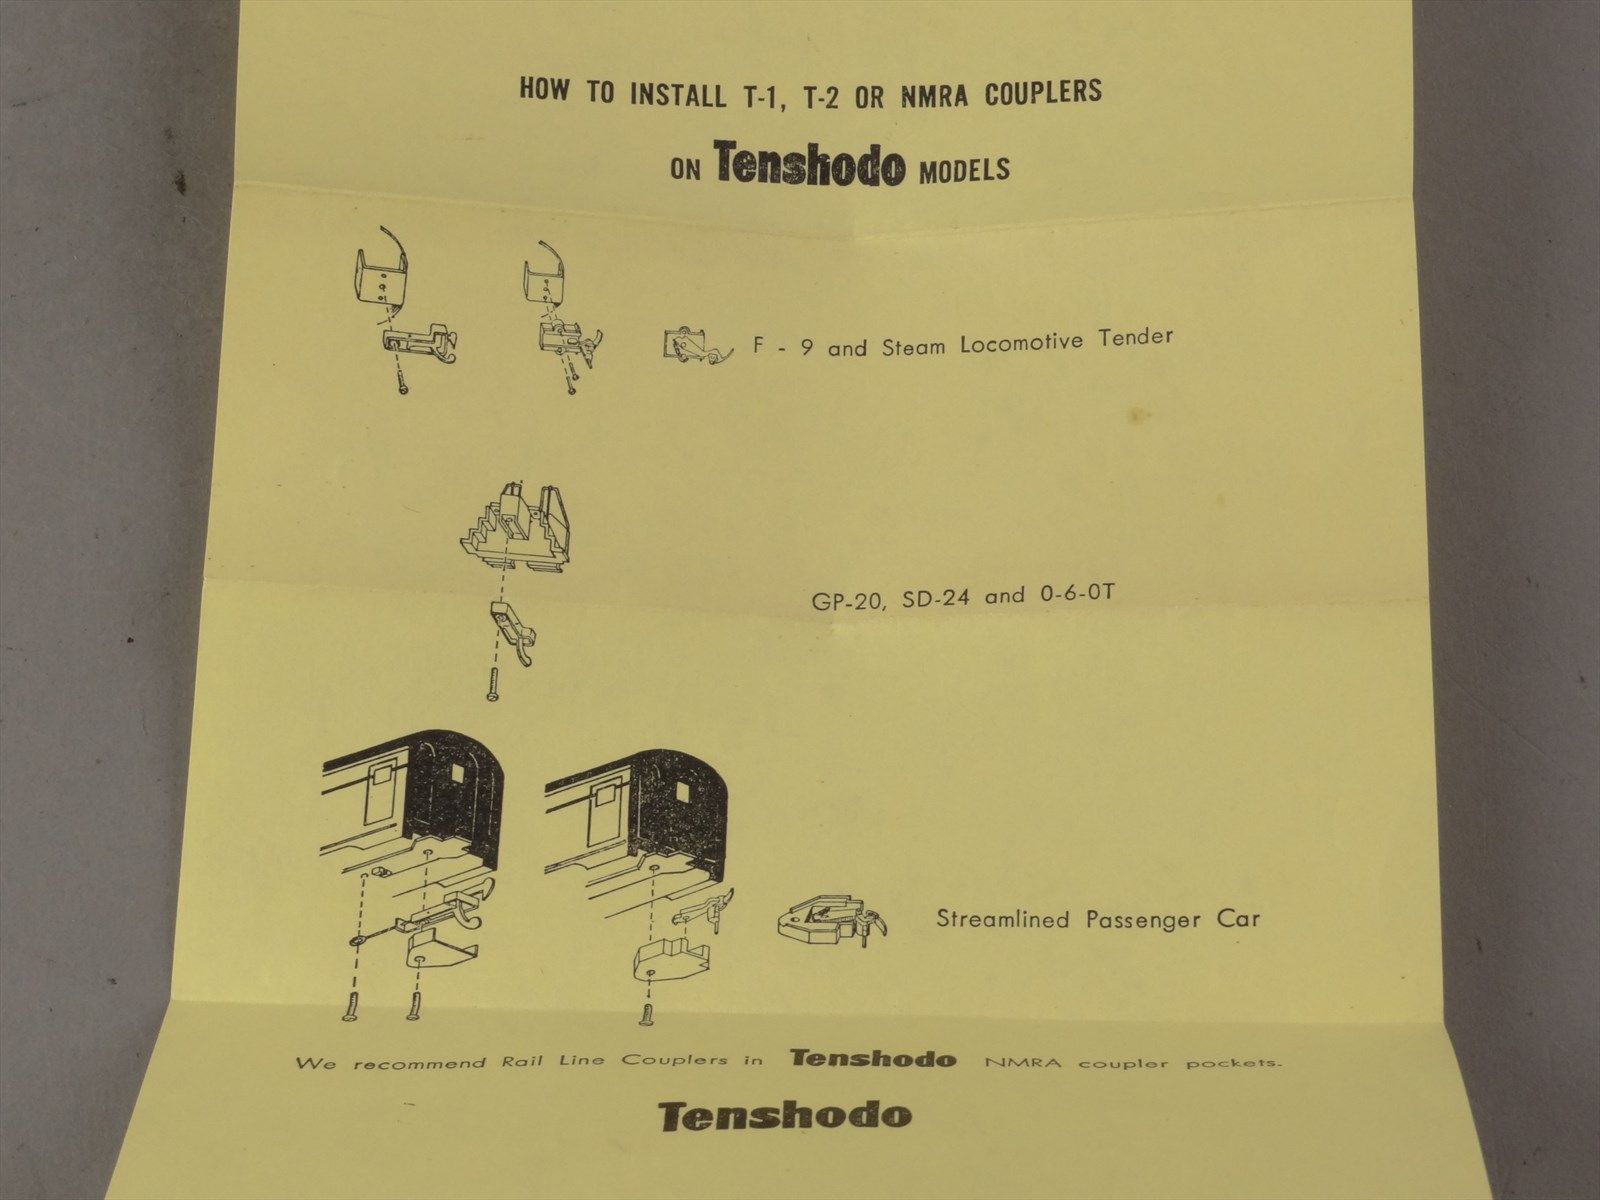 HOW TO INSTALL T-1, T-2 OR NMRA COUPLERS
ON Tenshodo MODELS
F - 9 and Steam Locomotive Tender
GP-20, SD-24 and 0-6-0T
Streamlined Passenger Car
We recommend Rail Line Couplers in Tenshodo NMRA coupler pockets.
Tenshodo